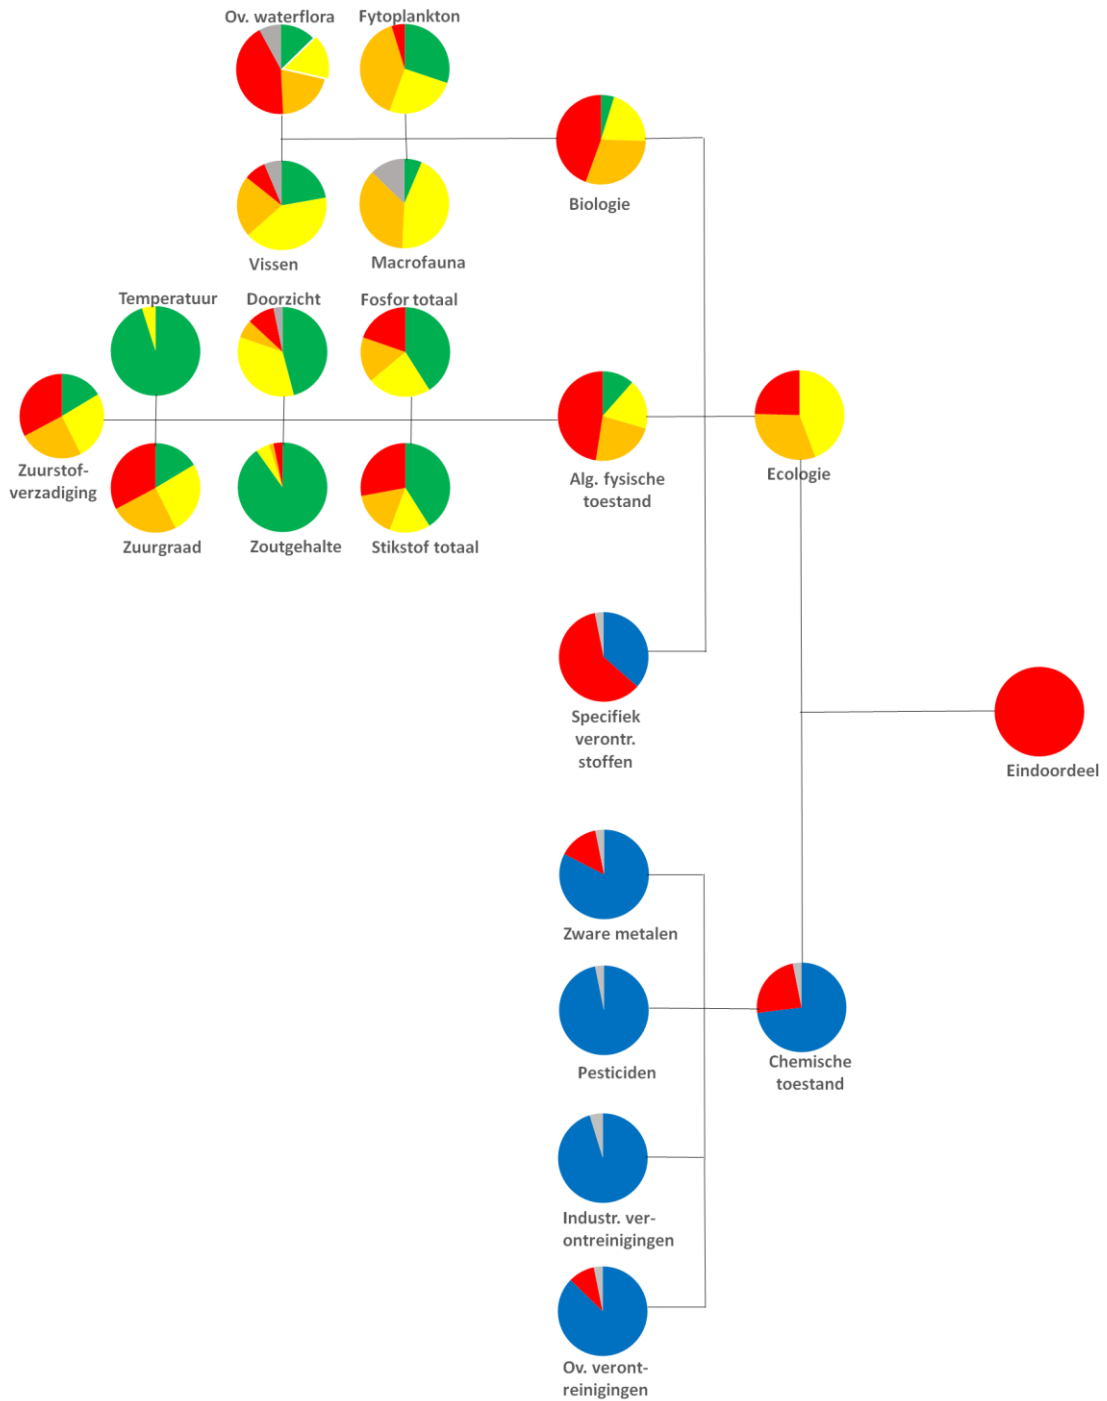 Ov. waterflora
Fytoplankton
Biologie
Vissen
Macrofauna
Temperatuur
Doorzicht
Fosfor totaal
Zuurstof-
verzadiging
Alg. fysische
toestand
Ecologie
Zuurgraad
Zoutgehalte
Stikstof totaal
Specifiek
verontr.
stoffen
Eindoordeel
Zware metalen
Pesticiden
Chemische
toestand
Industr. ver-
ontreinigingen
Ov. veront-
reinigingen